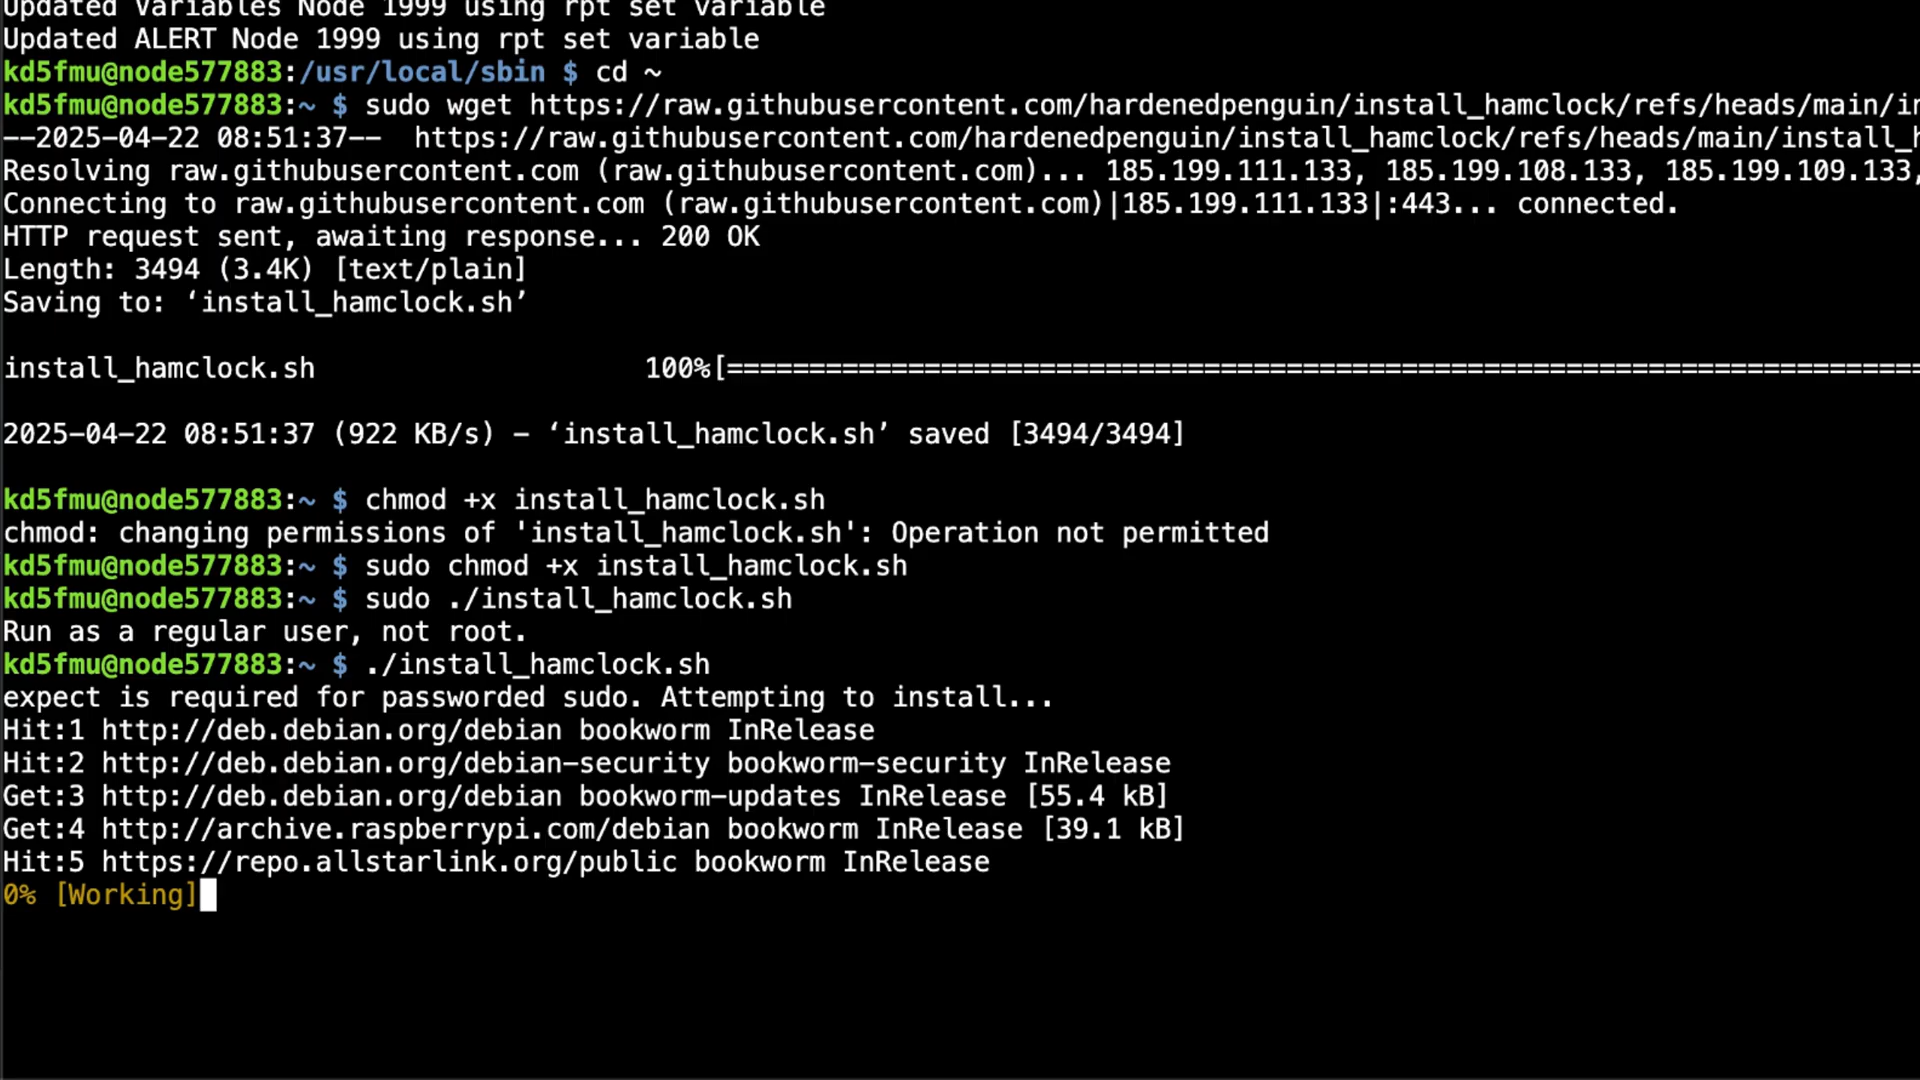 Updated Variables Node 1999 using rpt set variable
Updated ALERT Node 1999 using rpt set variable
kd5fmu@node577883:/usr/local/sbin $ cd ~
kd5fmu@node577883:~ $ sudo wget https://raw.githubusercontent.com/hardenedpenguin/install_hamclock/refs/heads/main/in
--2025-04-22 08:51:37--  https://raw.githubusercontent.com/hardenedpenguin/install_hamclock/refs/heads/main/install_h
Resolving raw.githubusercontent.com (raw.githubusercontent.com)... 185.199.111.133, 185.199.108.133, 185.199.109.133,
Connecting to raw.githubusercontent.com (raw.githubusercontent.com)|185.199.111.133|:443... connected.
HTTP request sent, awaiting response... 200 OK
Length: 3494 (3.4K) [text/plain]
Saving to: ‘install_hamclock.sh’
install_hamclock.sh 100%[=========================================================================
2025-04-22 08:51:37 (922 KB/s) - ‘install_hamclock.sh’ saved [3494/3494]
kd5fmu@node577883:~ $ chmod +x install_hamclock.sh
chmod: changing permissions of 'install_hamclock.sh': Operation not permitted
kd5fmu@node577883:~ $ sudo chmod +x install_hamclock.sh
kd5fmu@node577883:~ $ sudo ./install_hamclock.sh
Run as a regular user, not root.
kd5fmu@node577883:~ $ ./install_hamclock.sh
expect is required for passworded sudo. Attempting to install...
Hit:1 http://deb.debian.org/debian bookworm InRelease
Hit:2 http://deb.debian.org/debian-security bookworm-security InRelease
Get:3 http://deb.debian.org/debian bookworm-updates InRelease [55.4 kB]
Get:4 http://archive.raspberrypi.com/debian bookworm InRelease [39.1 kB]
Hit:5 https://repo.allstarlink.org/public bookworm InRelease
0% [Working]